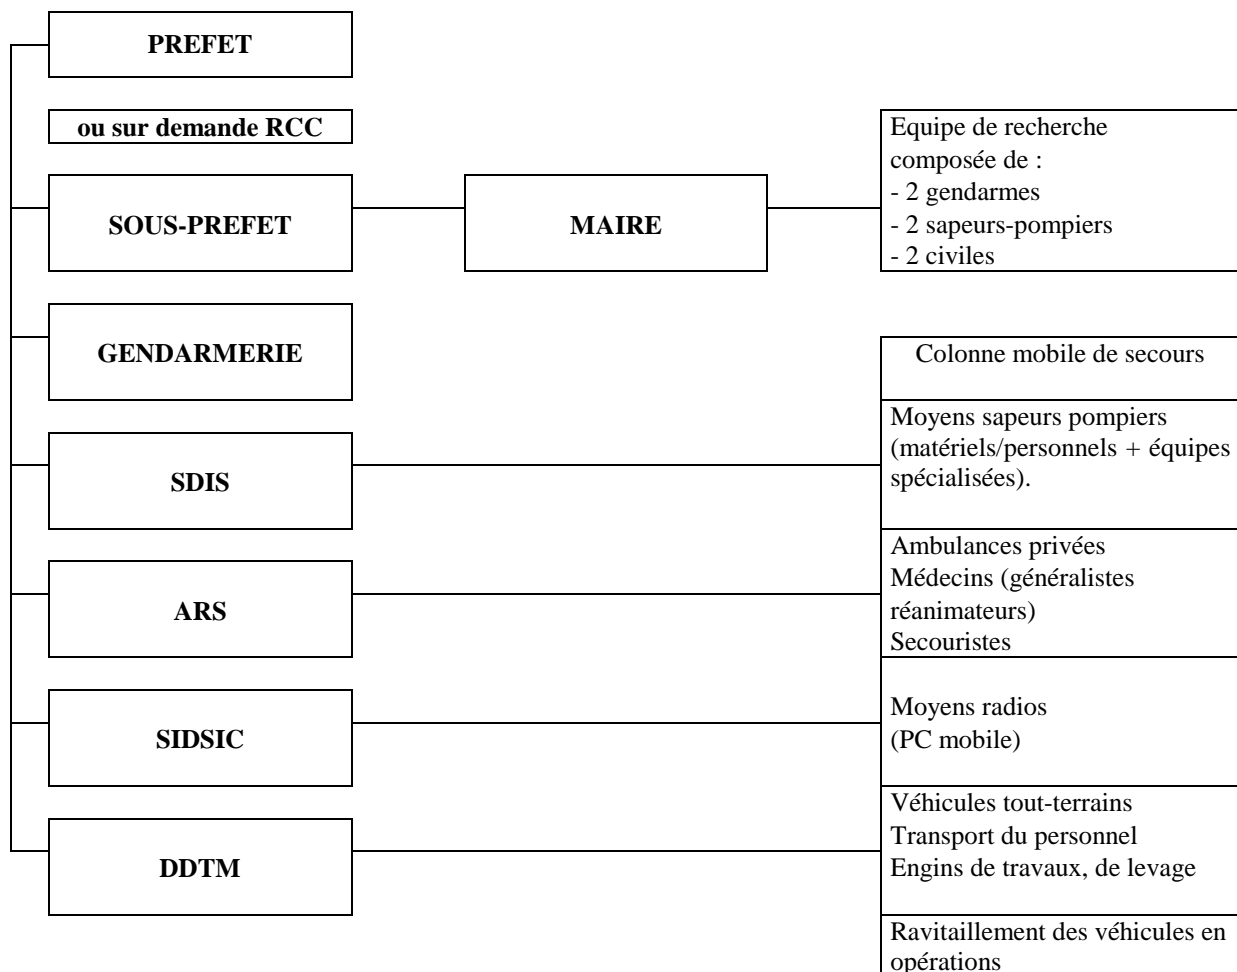 PREFET
ou sur demande RCC
SOUS-PREFET
MAIRE
Equipe de recherche
composée de :
- 2 gendarmes
- 2 sapeurs-pompiers
- 2 civiles
GENDARMERIE
Colonne mobile de secours
SDIS
Moyens sapeurs pompiers
(matériels/personnels + équipes
spécialisées).
ARS
Ambulances privées
Médecins (généralistes
réanimateurs)
Secouristes
SIDSIC
Moyens radios
(PC mobile)
DDTM
Véhicules tout-terrains
Transport du personnel
Engins de travaux, de levage
Ravitaillement des véhicules en
opérations